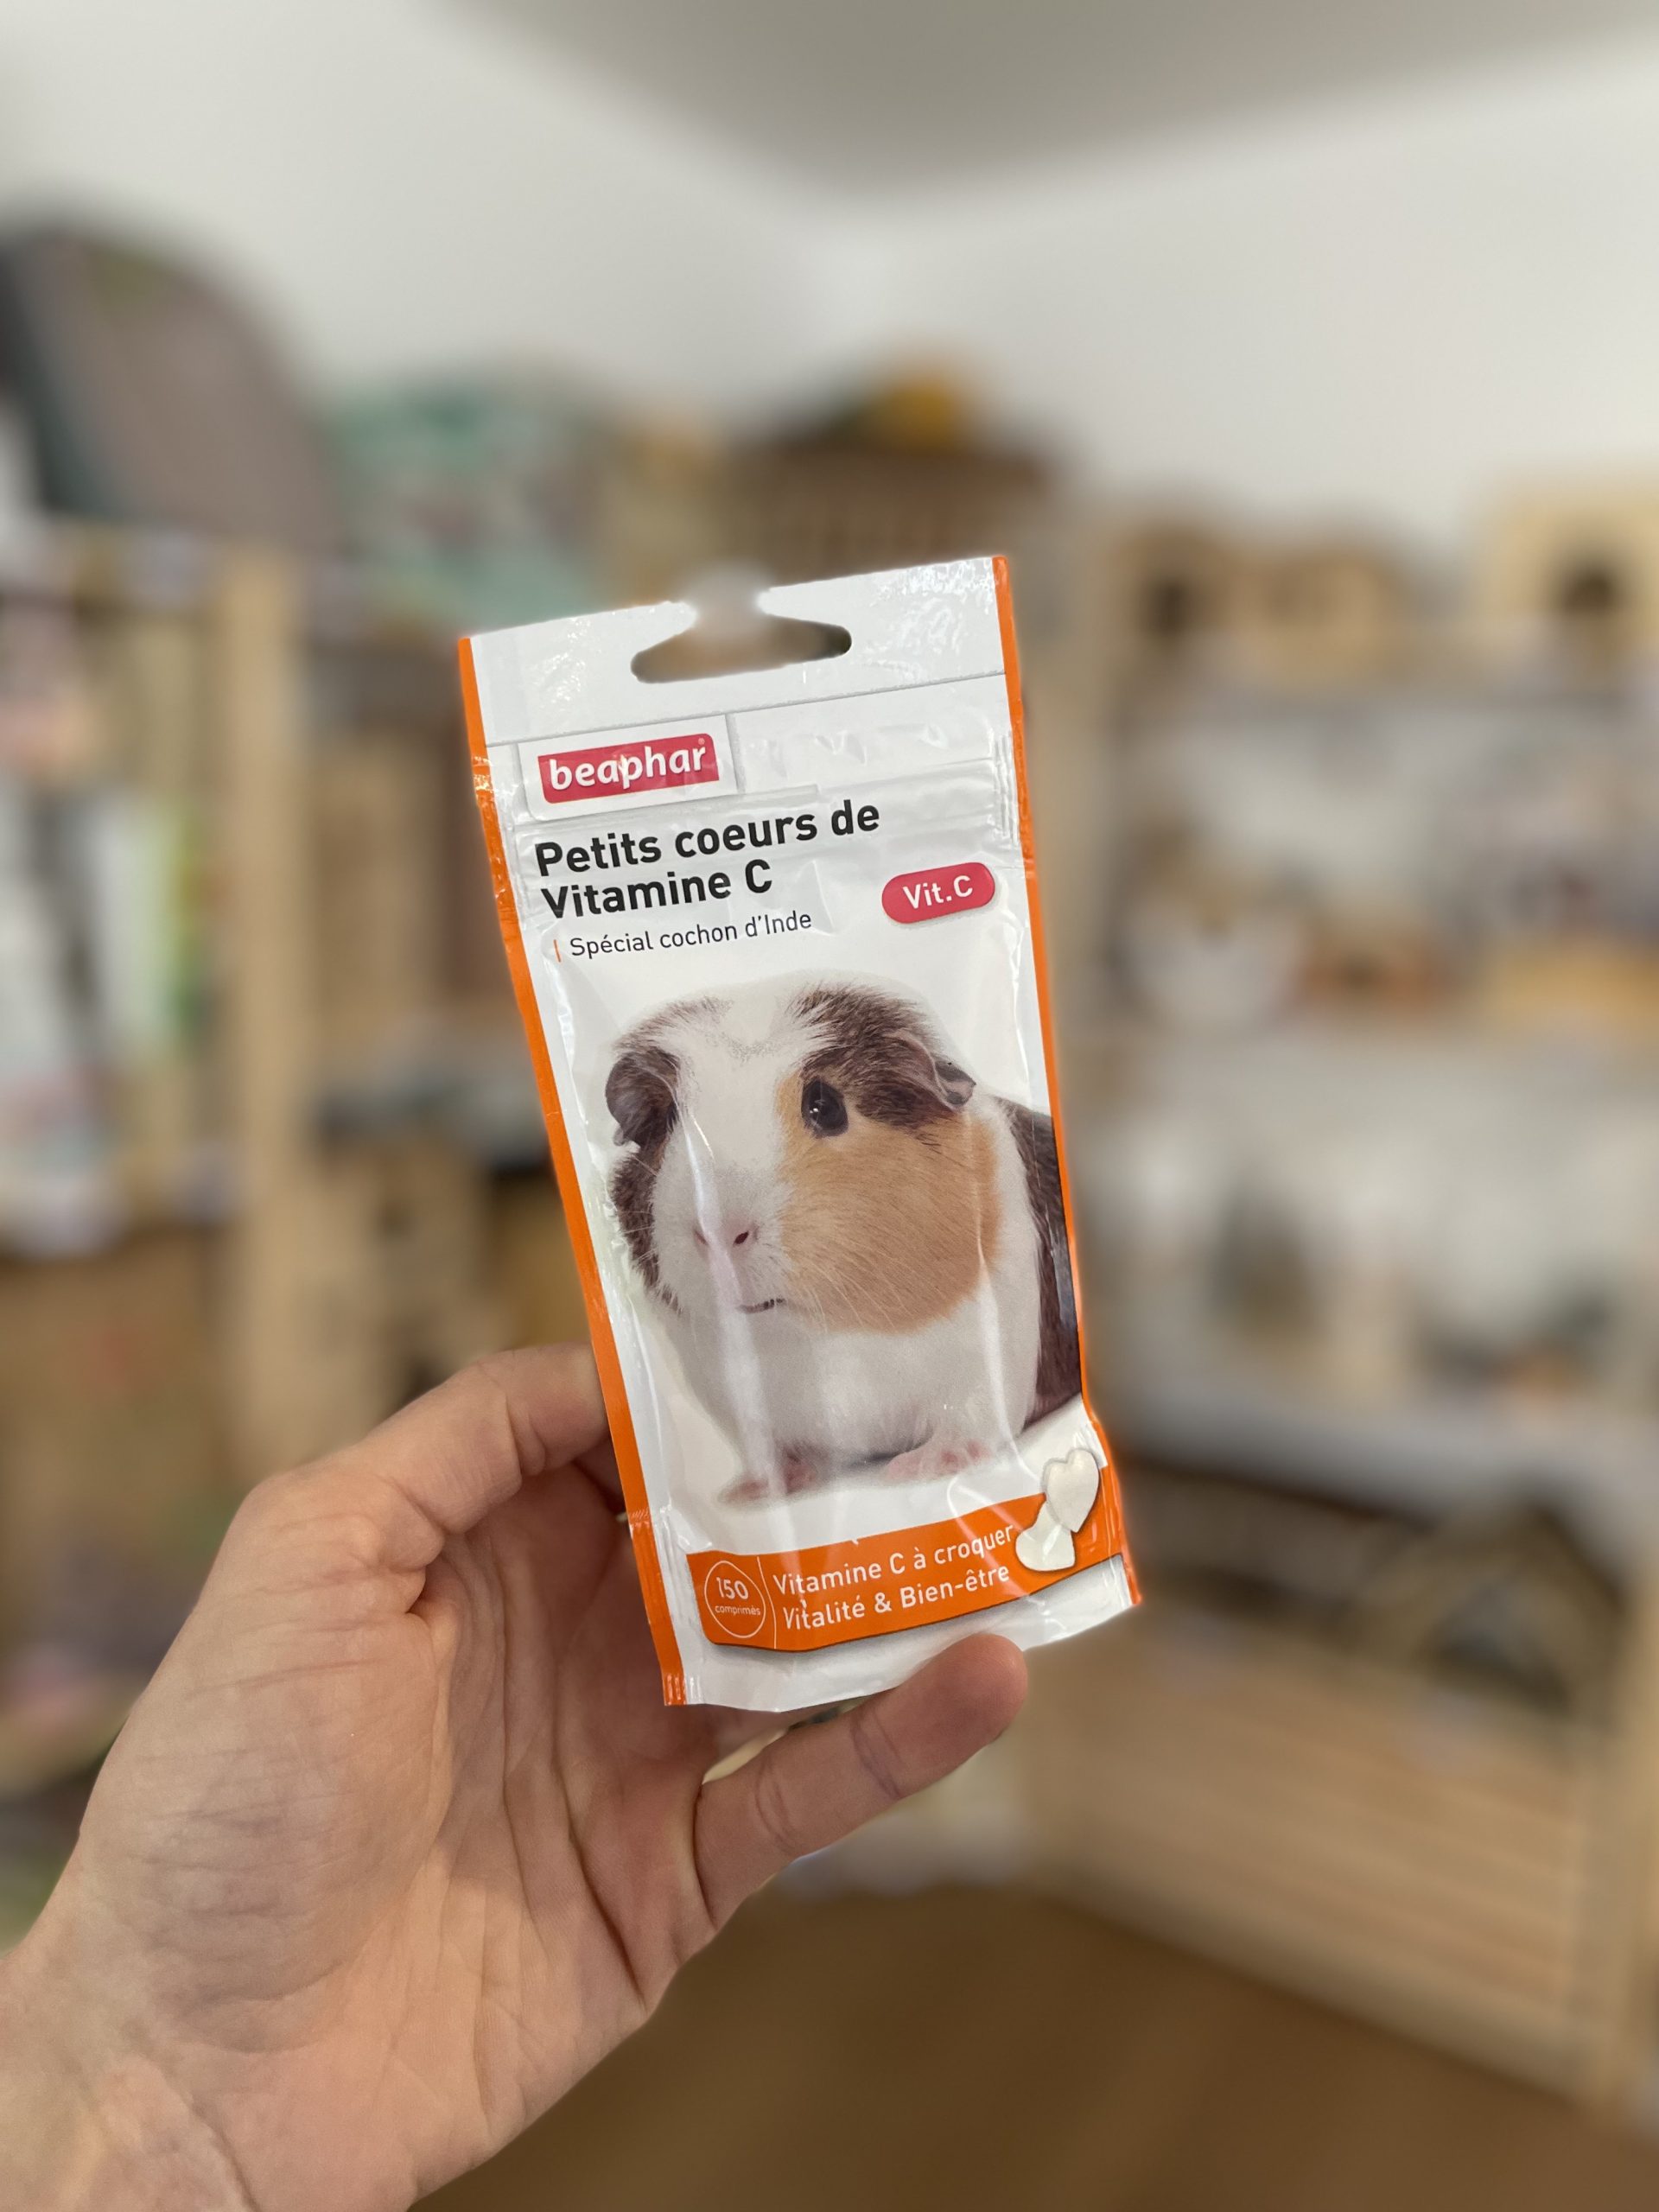 beaphar®
Petits coeurs de
Vitamine C
Vit.C
Spécial cochon d'Inde
150
comprimés
Vitamine C à croquer
Vitalité & Bien-être